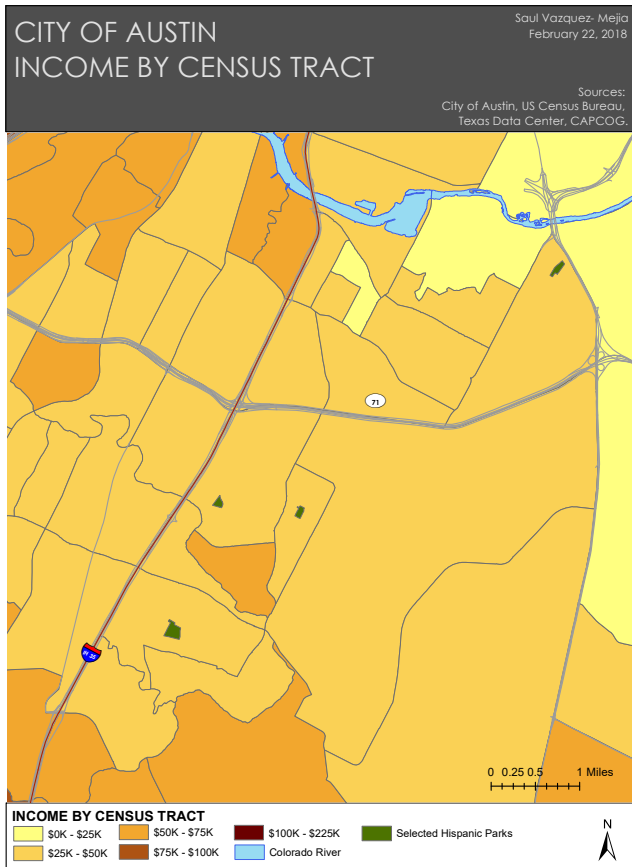 CITY OF AUSTIN
INCOME BY CENSUS TRACT
Saul Vazquez- Mejia
February 22, 2018
Sources:
City of Austin, US Census Bureau,
Texas Data Center, CAPCOG.
71
IH 35
0 0.25 0.5 1 Miles
INCOME BY CENSUS TRACT
$0K - $25K
$25K - $50K
$50K - $75K
$75K - $100K
$100K - $225K
Colorado River
Selected Hispanic Parks
N